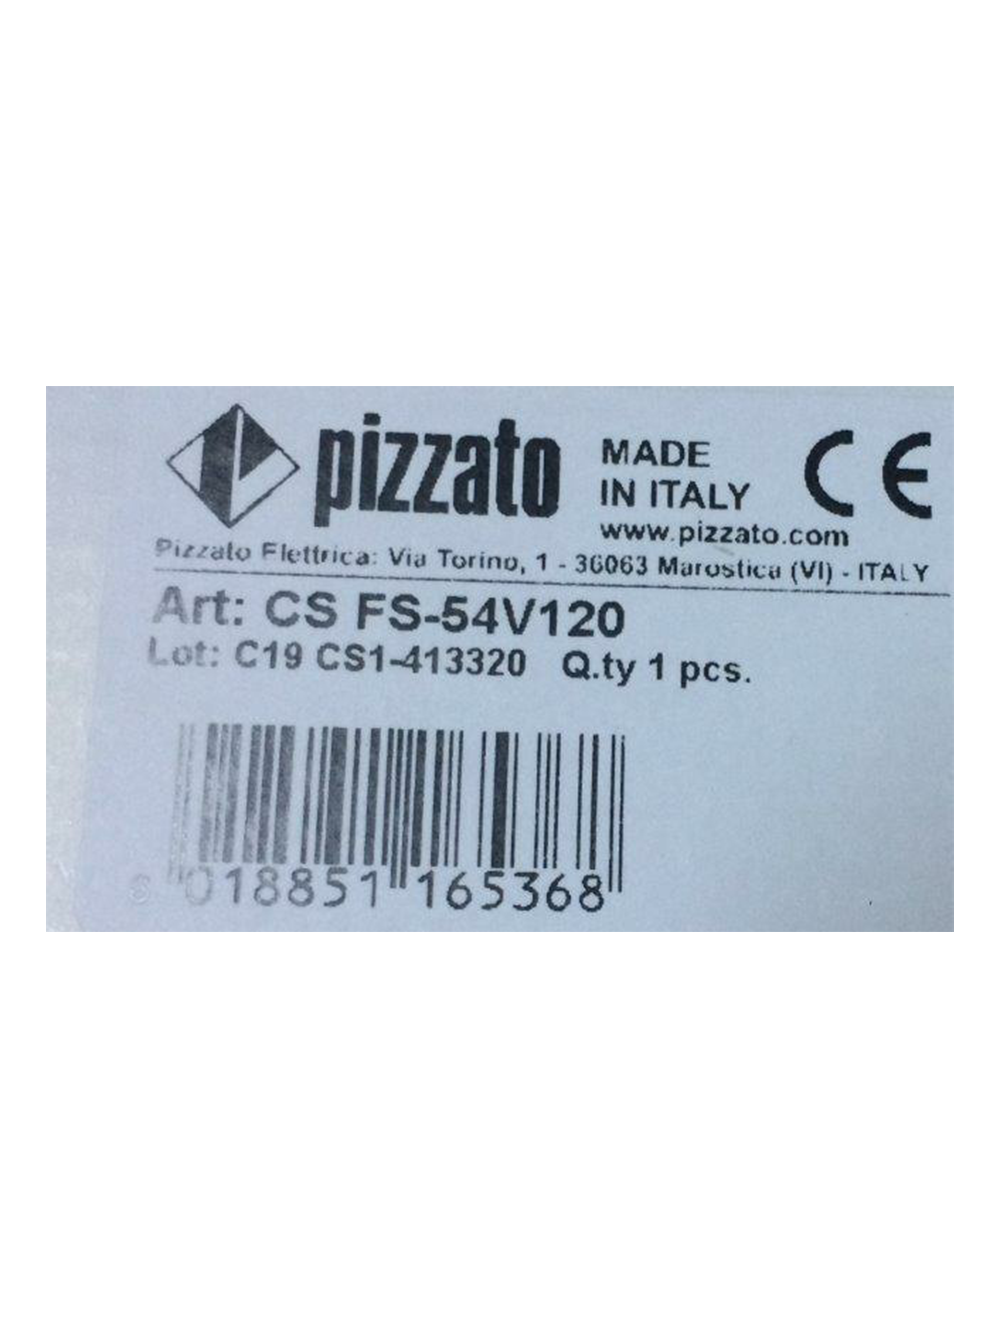 pizzato
MADE
IN ITALY
www.pizzato.com
CE
Pizzato Elettrica: Via Torino, 1 - 36063 Marostica (VI) - ITALY
Art: CS FS-54V120
Lot: C19 CS1-413320 Q.ty 1 pcs.
8 018851 165368